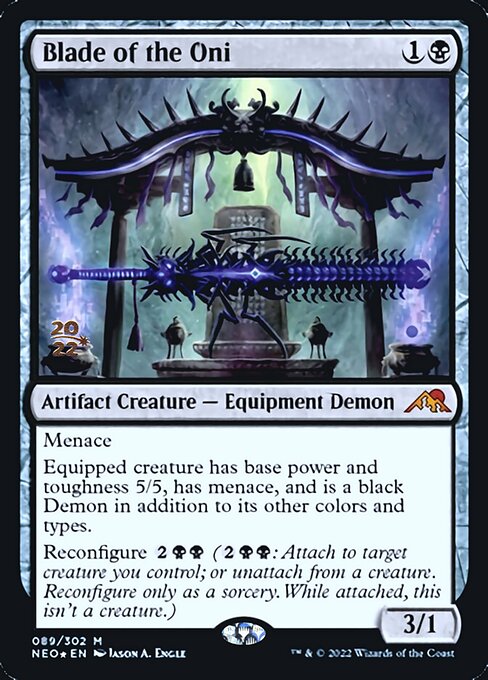 Blade of the Oni 1
20
22
Artifact Creature — Equipment Demon
Menace
Equipped creature has base power and
toughness 5/5, has menace, and is a black
Demon in addition to its other colors and
types.
Reconfigure 2 (2 : Attach to target
creature you control; or unattach from a creature.
Reconfigure only as a sorcery. While attached, this
isn't a creature.)
3/1
089/302 M
NEO★EN Jason A. Engle
™ & © 2022 Wizards of the Coast